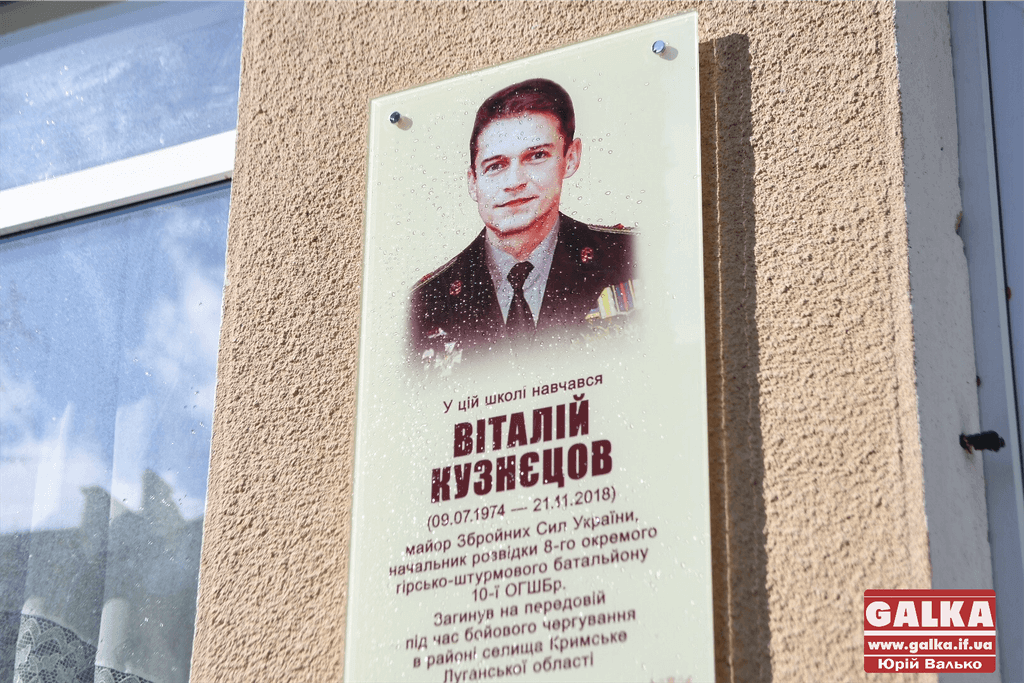 У цій школі навчався
ВІТАЛІЙ
КУЗНЄЦОВ
(09.07.1974 — 21.11.2018)
майор Збройних Сил України,
начальник розвідки 8-го окремого
гірсько-штурмового батальйону
10-ї ОГШБр.
Загинув на передовій
під час бойового чергування
в районі селища Кримське
Луганської області
GALKA
www.galka.if.ua
Юрій Валько